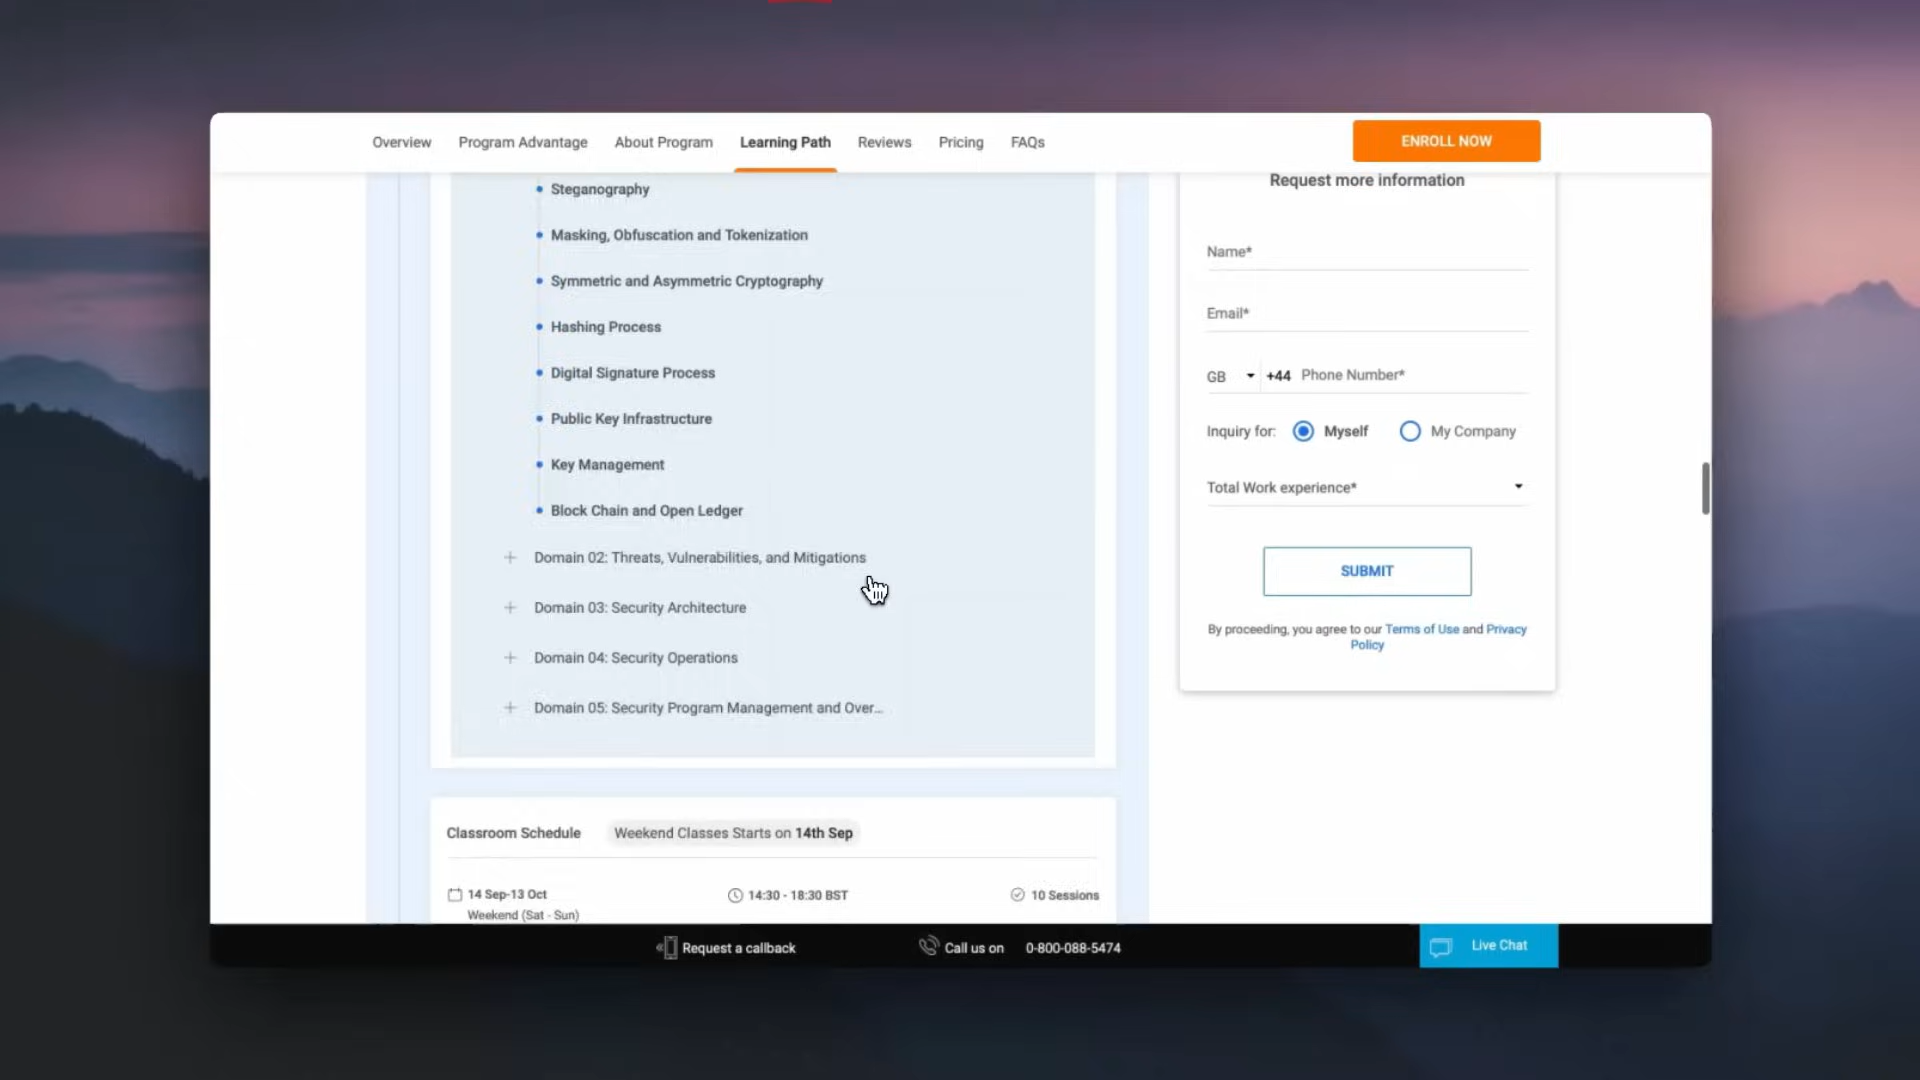 Overview Program Advantage About Program Learning Path Reviews Pricing FAQs ENROLL NOW
Steganography
Masking, Obfuscation and Tokenization
Symmetric and Asymmetric Cryptography
Hashing Process
Digital Signature Process
Public Key Infrastructure
Key Management
Block Chain and Open Ledger
Domain 02: Threats, Vulnerabilities, and Mitigations
Domain 03: Security Architecture
Domain 04: Security Operations
Domain 05: Security Program Management and Over...
Classroom Schedule Weekend Classes Starts on 14th Sep
14 Sep-13 Oct 14:30 - 18:30 BST 10 Sessions
Weekend (Sat - Sun)
Request more information
Name*
Email*
GB +44 Phone Number*
Inquiry for: Myself My Company
Total Work experience*
SUBMIT
By proceeding, you agree to our Terms of Use and Privacy
Policy
Request a callback Call us on 0-800-088-5474 Live Chat